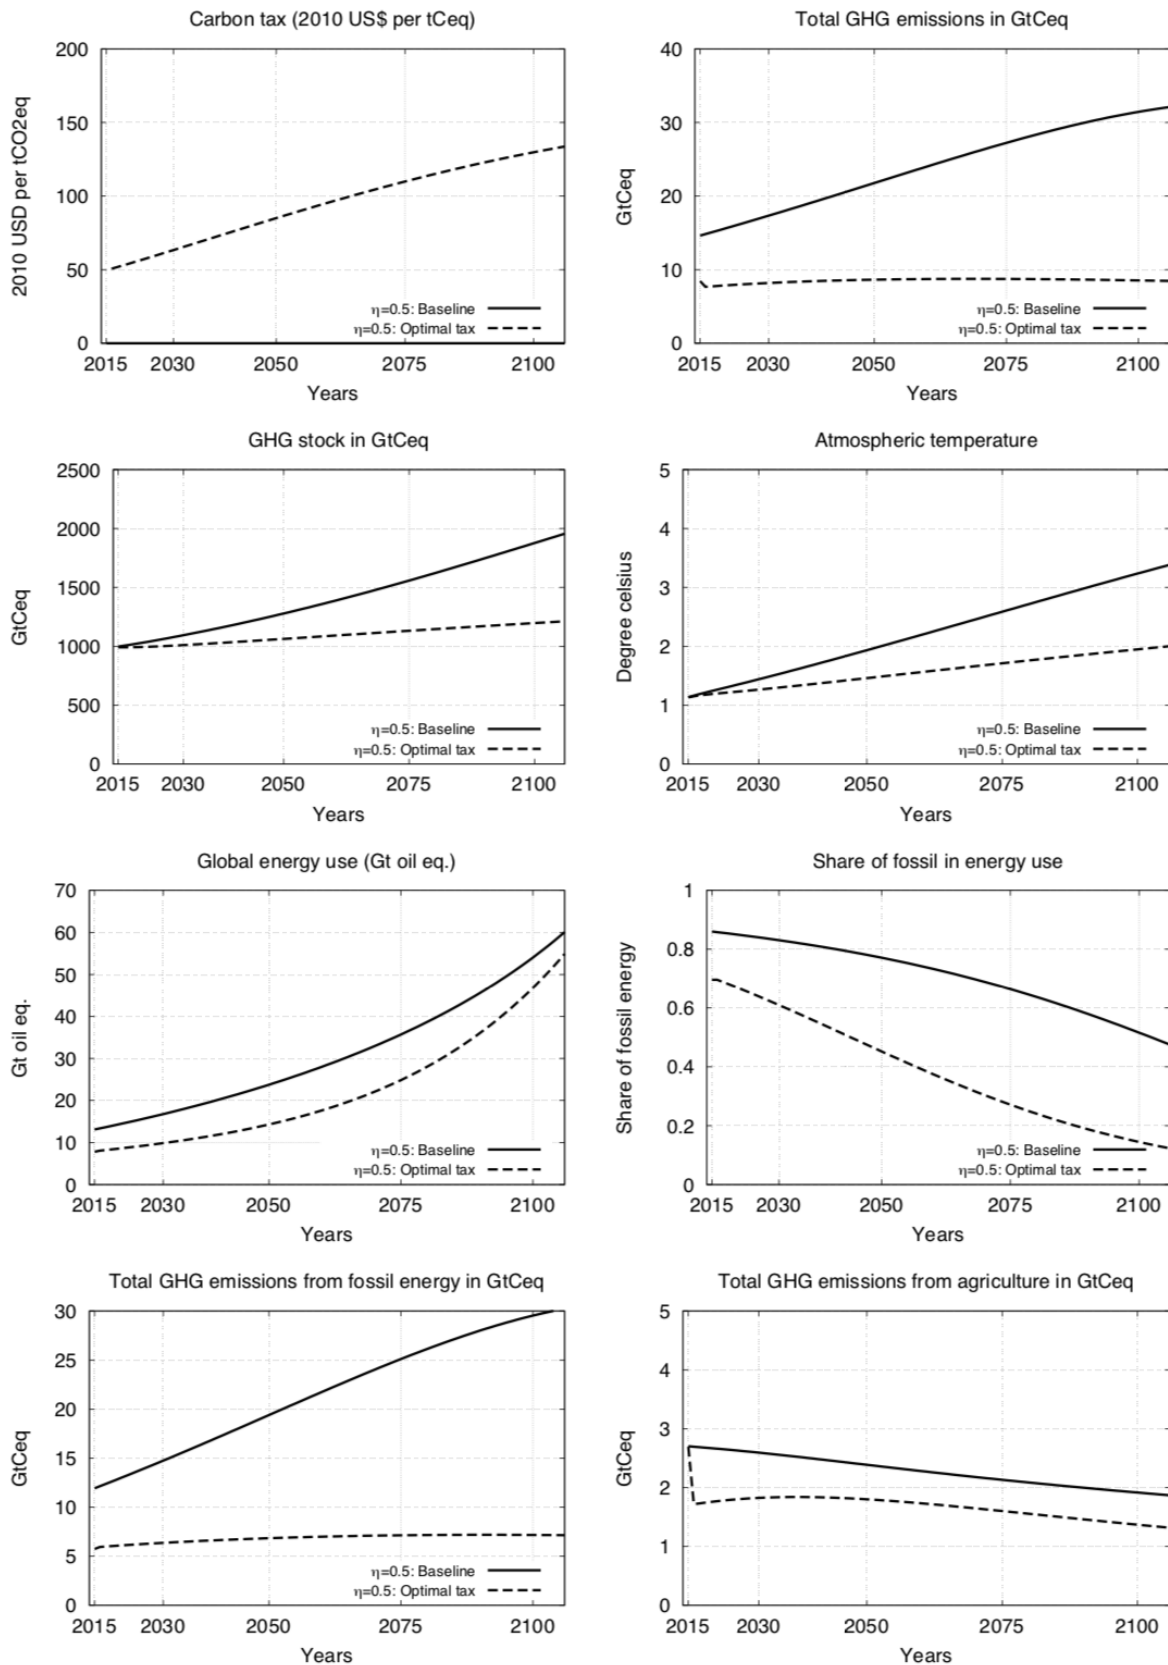 Carbon tax (2010 US$ per tCeq)
2010 USD per tCO2eq
200
150
100
50
0
η=0.5: Baseline
η=0.5: Optimal tax
2015 2030 2050 2075 2100
Years
Total GHG emissions in GtCeq
GtCeq
40
30
20
10
0
η=0.5: Baseline
η=0.5: Optimal tax
2015 2030 2050 2075 2100
Years
GHG stock in GtCeq
GtCeq
2500
2000
1500
1000
500
0
η=0.5: Baseline
η=0.5: Optimal tax
2015 2030 2050 2075 2100
Years
Atmospheric temperature
Degree celsius
5
4
3
2
1
0
η=0.5: Baseline
η=0.5: Optimal tax
2015 2030 2050 2075 2100
Years
Global energy use (Gt oil eq.)
Gt oil eq.
70
60
50
40
30
20
10
0
η=0.5: Baseline
η=0.5: Optimal tax
2015 2030 2050 2075 2100
Years
Share of fossil in energy use
Share of fossil energy
1
0.8
0.6
0.4
0.2
0
η=0.5: Baseline
η=0.5: Optimal tax
2015 2030 2050 2075 2100
Years
Total GHG emissions from fossil energy in GtCeq
GtCeq
30
25
20
15
10
5
0
η=0.5: Baseline
η=0.5: Optimal tax
2015 2030 2050 2075 2100
Years
Total GHG emissions from agriculture in GtCeq
GtCeq
5
4
3
2
1
0
η=0.5: Baseline
η=0.5: Optimal tax
2015 2030 2050 2075 2100
Years